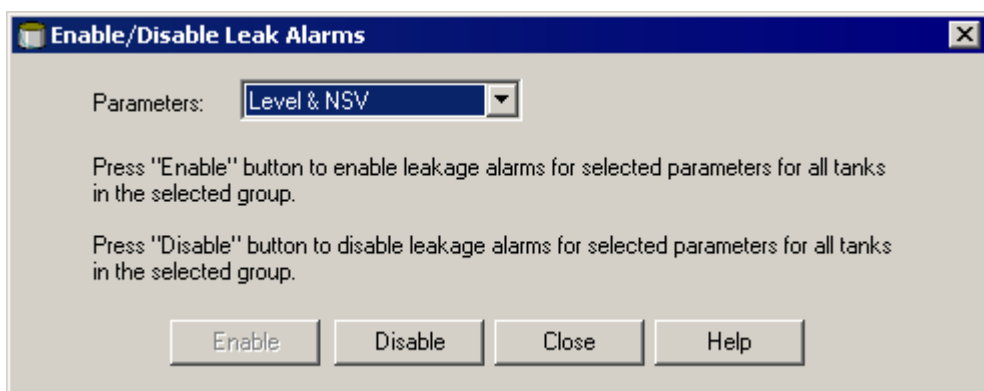 Enable/Disable Leak Alarms
Parameters: Level & NSV
Press "Enable" button to enable leakage alarms for selected parameters for all tanks
in the selected group.
Press "Disable" button to disable leakage alarms for selected parameters for all tanks
in the selected group.
Enable Disable Close Help